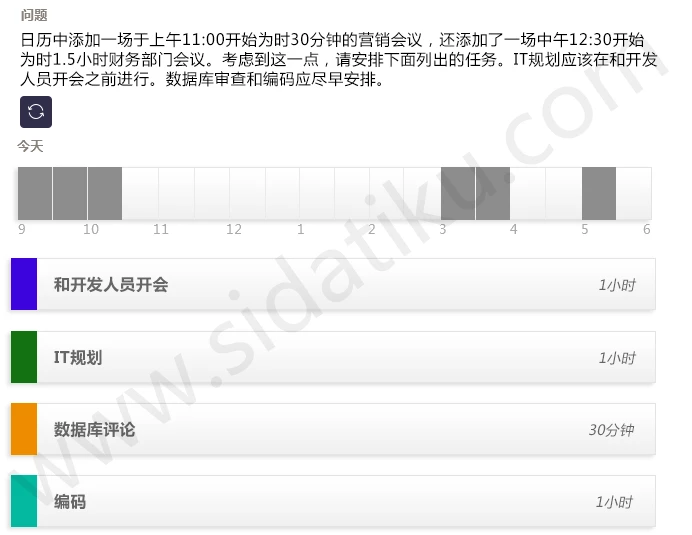 问题
日历中添加一场于上午11:00开始为时30分钟的营销会议，还添加了一场中午12:30开始
为时1.5小时财务部门会议。考虑到这一点，请安排下面列出的任务。IT规划应该在和开发
人员开会之前进行。数据库审查和编码应尽早安排。
今天
9 10 11 12 1 2 3 4 5 6
和开发人员开会 1小时
IT规划 1小时
数据库评论 30分钟
编码 1小时
www.sidatiku.com